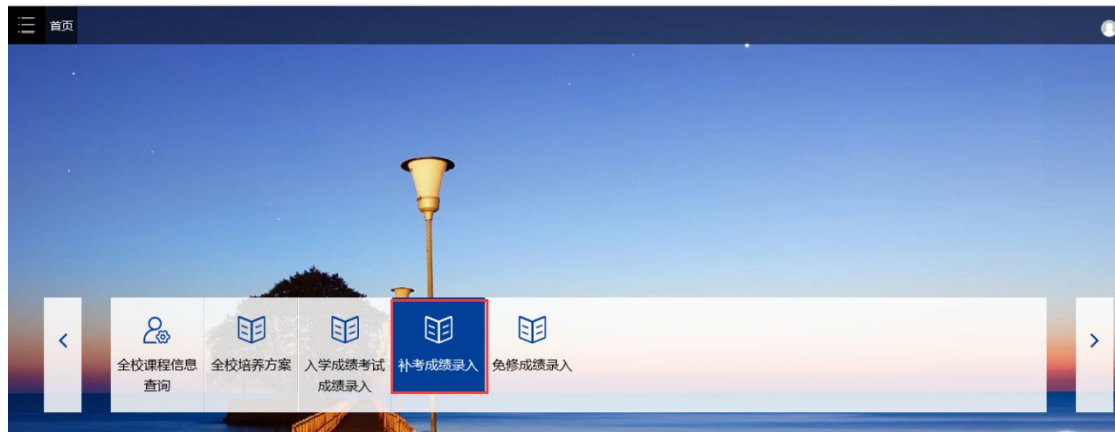 首页
全校课程信息
查询
全校培养方案
入学成绩考试
成绩录入
补考成绩录入
免修成绩录入